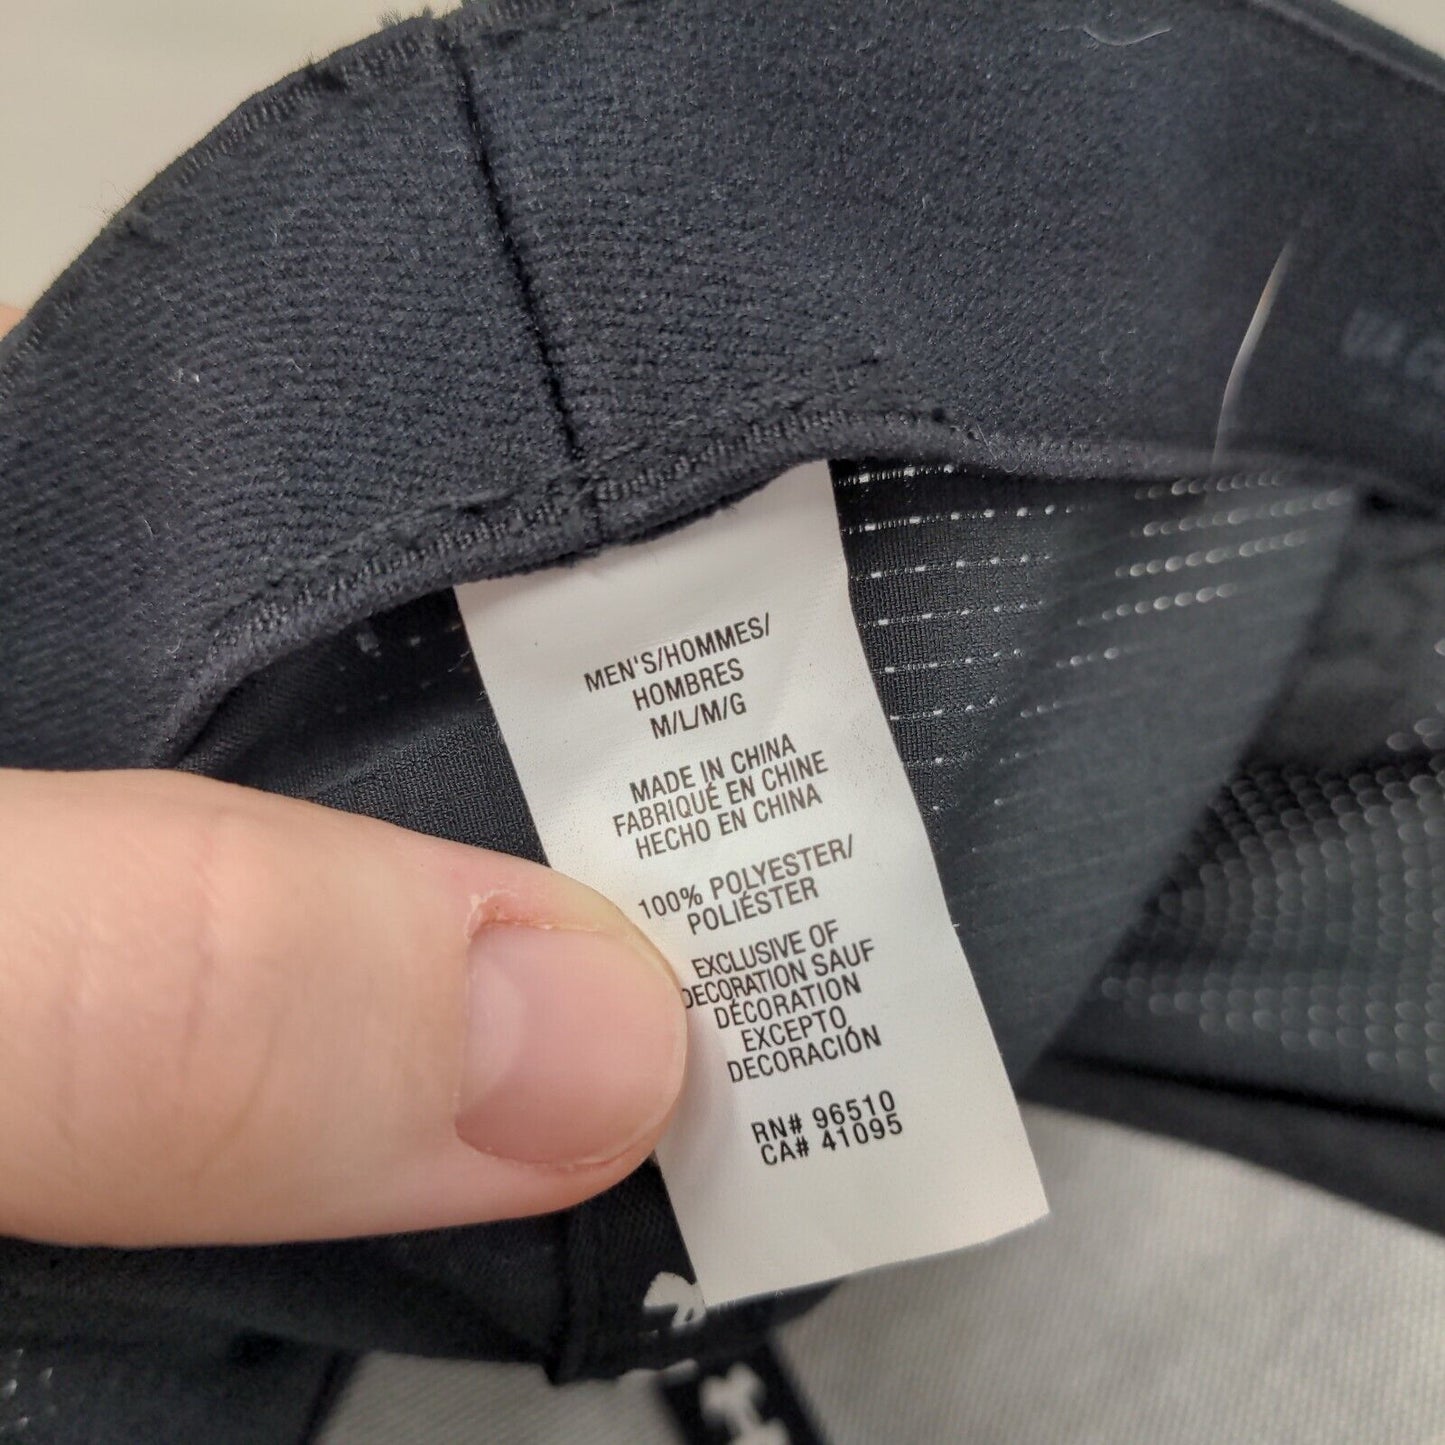 MEN'S/HOMMES/
HOMBRES
M/L/M/G
MADE IN CHINA
FABRIQUÉ EN CHINE
HECHO EN CHINA
100% POLYESTER/
POLIÉSTER
EXCLUSIVE OF
DECORATION SAUF
DÉCORATION
EXCEPTO
DECORACIÓN
RN# 96510
CA# 41095